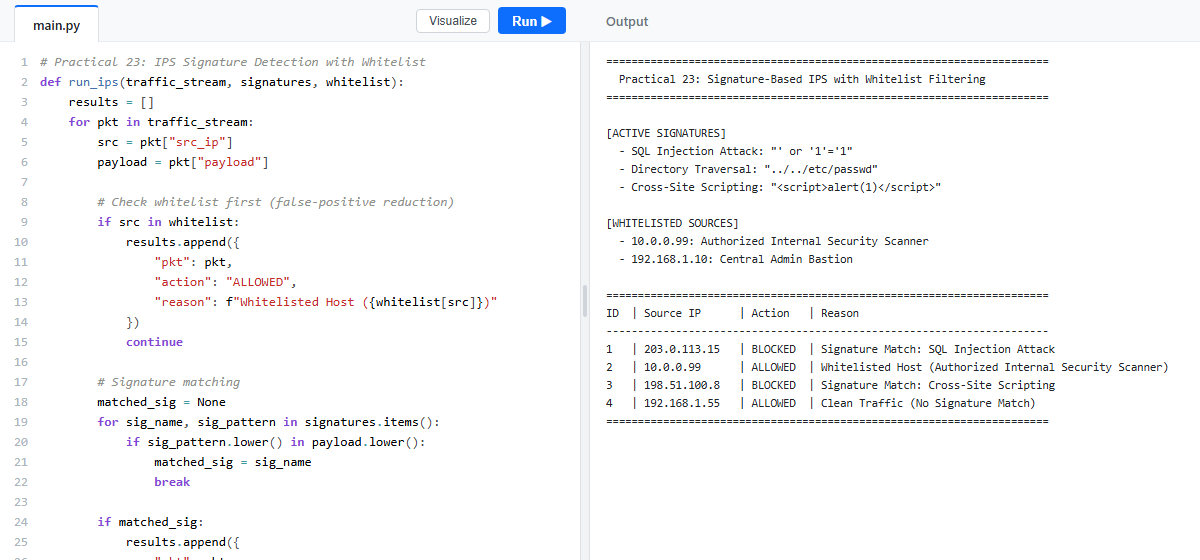 main.py
Visualize
Run ▶
Output
1 # Practical 23: IPS Signature Detection with Whitelist
2 def run_ips(traffic_stream, signatures, whitelist):
3     results = []
4     for pkt in traffic_stream:
5         src = pkt["src_ip"]
6         payload = pkt["payload"]
7
8         # Check whitelist first (false-positive reduction)
9         if src in whitelist:
10             results.append({
11                 "pkt": pkt,
12                 "action": "ALLOWED",
13                 "reason": f"Whitelisted Host ({whitelist[src]})"
14             })
15             continue
16
17         # Signature matching
18         matched_sig = None
19         for sig_name, sig_pattern in signatures.items():
20             if sig_pattern.lower() in payload.lower():
21                 matched_sig = sig_name
22                 break
23
24         if matched_sig:
25             results.append({
======================================================================
  Practical 23: Signature-Based IPS with Whitelist Filtering
======================================================================
[ACTIVE SIGNATURES]
  - SQL Injection Attack: "' or '1'='1"
  - Directory Traversal: "../../etc/passwd"
  - Cross-Site Scripting: "<script>alert(1)</script>"
[WHITELISTED SOURCES]
  - 10.0.0.99: Authorized Internal Security Scanner
  - 192.168.1.10: Central Admin Bastion
======================================================================
ID  | Source IP      | Action   | Reason
----------------------------------------------------------------------
1   | 203.0.113.15   | BLOCKED  | Signature Match: SQL Injection Attack
2   | 10.0.0.99      | ALLOWED  | Whitelisted Host (Authorized Internal Security Scanner)
3   | 198.51.100.8   | BLOCKED  | Signature Match: Cross-Site Scripting
4   | 192.168.1.55   | ALLOWED  | Clean Traffic (No Signature Match)
======================================================================